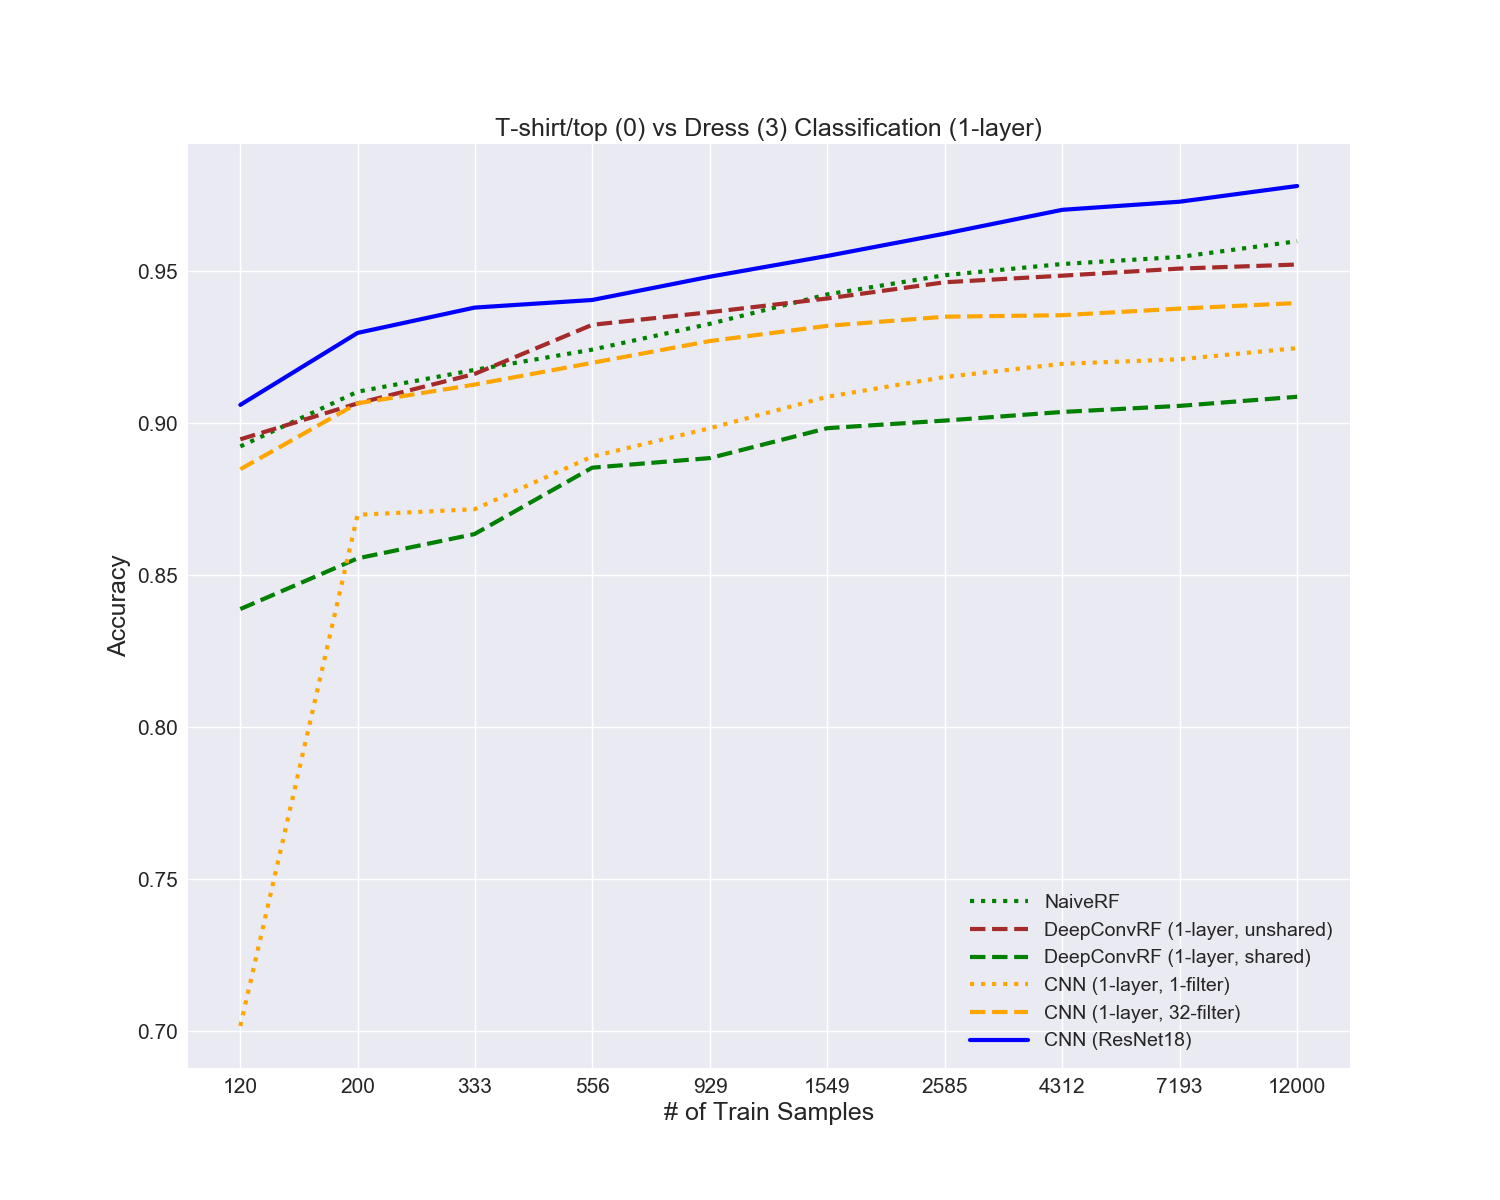 T-shirt/top (0) vs Dress (3) Classification (1-layer)
Accuracy
0.95
0.90
0.85
0.80
0.75
0.70
NaiveRF
DeepConvRF (1-layer, unshared)
DeepConvRF (1-layer, shared)
CNN (1-layer, 1-filter)
CNN (1-layer, 32-filter)
CNN (ResNet18)
120 200 333 556 929 1549 2585 4312 7193 12000
# of Train Samples